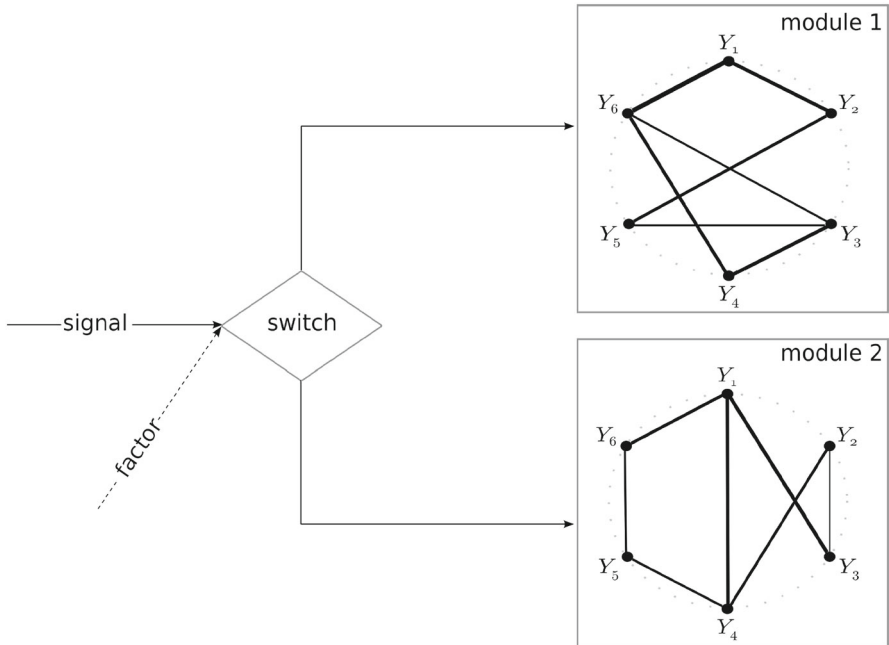 module 1
Y₁
Y₆
Y₂
Y₅
Y₃
Y₄
signal
switch
factor
module 2
Y₁
Y₆
Y₂
Y₅
Y₃
Y₄